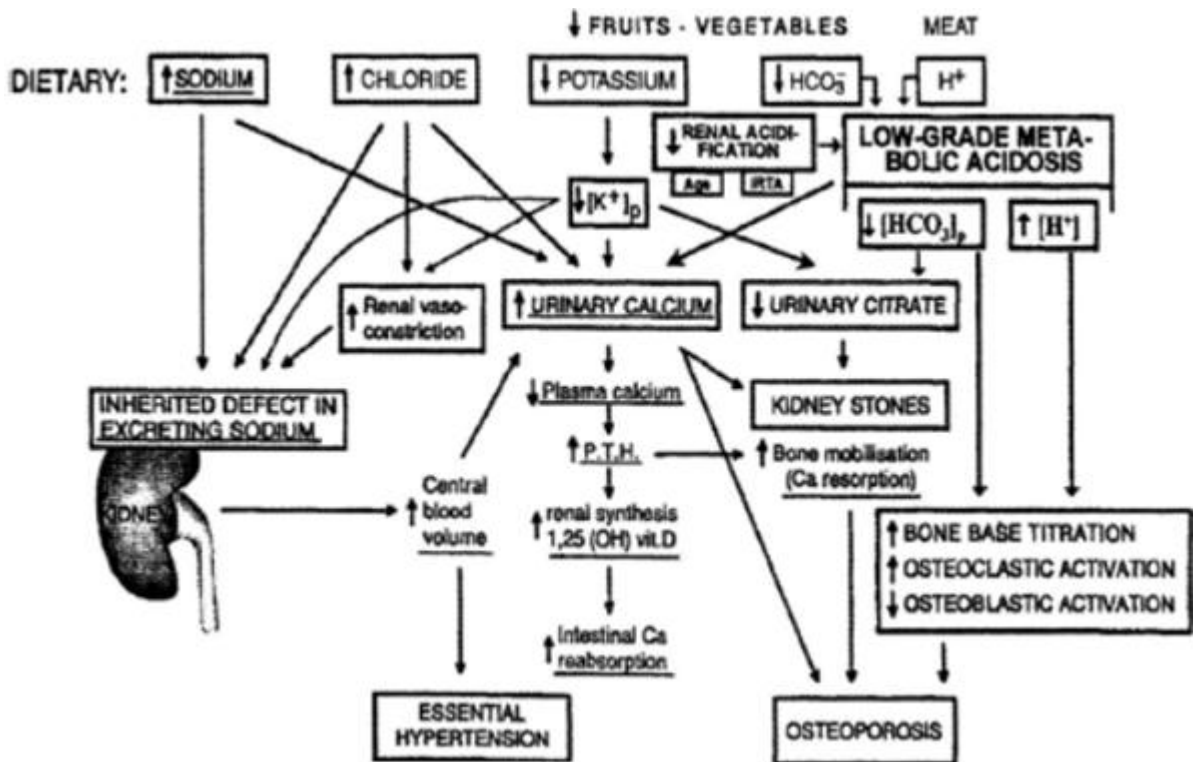 ↓ FRUITS - VEGETABLES MEAT
DIETARY: ↑ SODIUM ↑ CHLORIDE ↓ POTASSIUM ↓ HCO₃⁻ H⁺
↓ RENAL ACIDI-
FICATION
Age IRTA
LOW-GRADE META-
BOLIC ACIDOSIS
↓ [K⁺]p
↓ [HCO₃]p ↑ [H⁺]
↑ Renal vaso-
constriction
↑ URINARY CALCIUM
↓ URINARY CITRATE
INHERITED DEFECT IN
EXCRETING SODIUM
↓ Plasma calcium
KIDNEY STONES
↑ P.T.H.
↑ Bone mobilisation
(Ca resorption)
KIDNEY
↑ Central
blood
volume
↑ renal synthesis
1,25 (OH) vit.D
↑ BONE BASE TITRATION
↑ OSTEOCLASTIC ACTIVATION
↓ OSTEOBLASTIC ACTIVATION
↑ Intestinal Ca
reabsorption
ESSENTIAL
HYPERTENSION
OSTEOPOROSIS